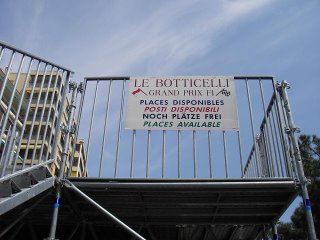 LE BOTTICELLI
GRAND PRIX F1
PLACES DISPONIBLES
POSTI DISPONIBILI
NOCH PLÄTZE FREI
PLACES AVAILABLE